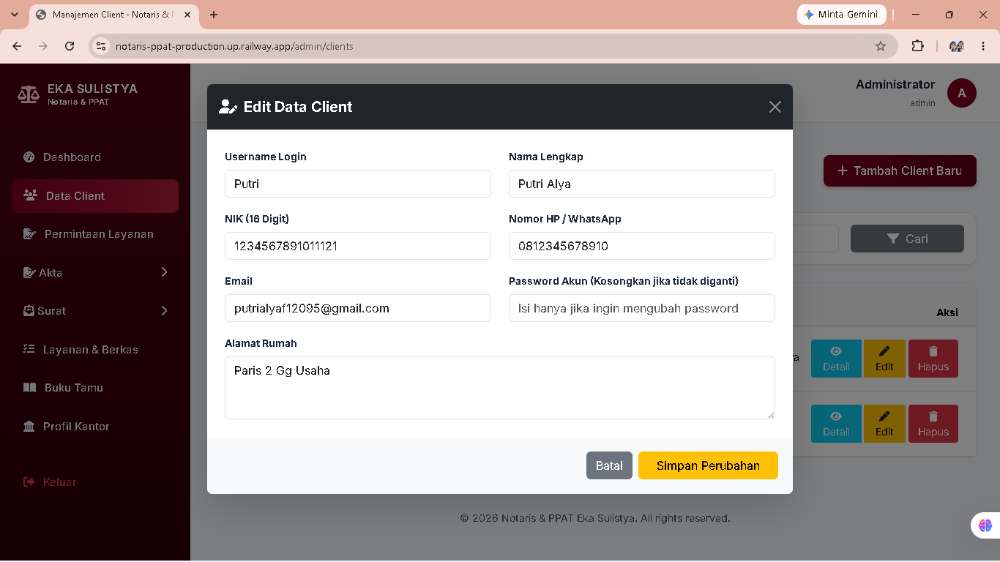 Manajemen Client - Notaris & P
Minta Gemini
notaris-ppat-production.up.railway.app/admin/clients
EKA SULISTYA
Notaris & PPAT
Administrator
admin
A
Dashboard
Data Client
Permintaan Layanan
Akta
Surat
Layanan & Berkas
Buku Tamu
Profil Kantor
Keluar
Tambah Client Baru
Cari
Aksi
Detail
Edit
Hapus
Detail
Edit
Hapus
Edit Data Client
Username Login
Nama Lengkap
Putri
Putri Alya
NIK (16 Digit)
Nomor HP / WhatsApp
1234567891011121
0812345678910
Email
Password Akun (Kosongkan jika tidak diganti)
putrialyaf12095@gmail.com
Isi hanya jika ingin mengubah password
Alamat Rumah
Paris 2 Gg Usaha
Batal
Simpan Perubahan
© 2026 Notaris & PPAT Eka Sulistya. All rights reserved.